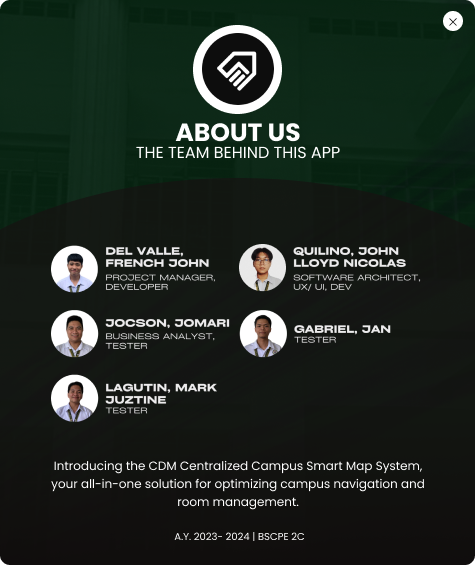 ABOUT US
THE TEAM BEHIND THIS APP
DEL VALLE,
FRENCH JOHN
PROJECT MANAGER,
DEVELOPER
QUILINO, JOHN
LLOYD NICOLAS
SOFTWARE ARCHITECT,
UX/ UI, DEV
JOCSON, JOMARI
BUSINESS ANALYST,
TESTER
GABRIEL, JAN
TESTER
LAGUTIN, MARK
JUZTINE
TESTER
Introducing the CDM Centralized Campus Smart Map System,
your all-in-one solution for optimizing campus navigation and
room management.
A.Y. 2023- 2024 | BSCPE 2C